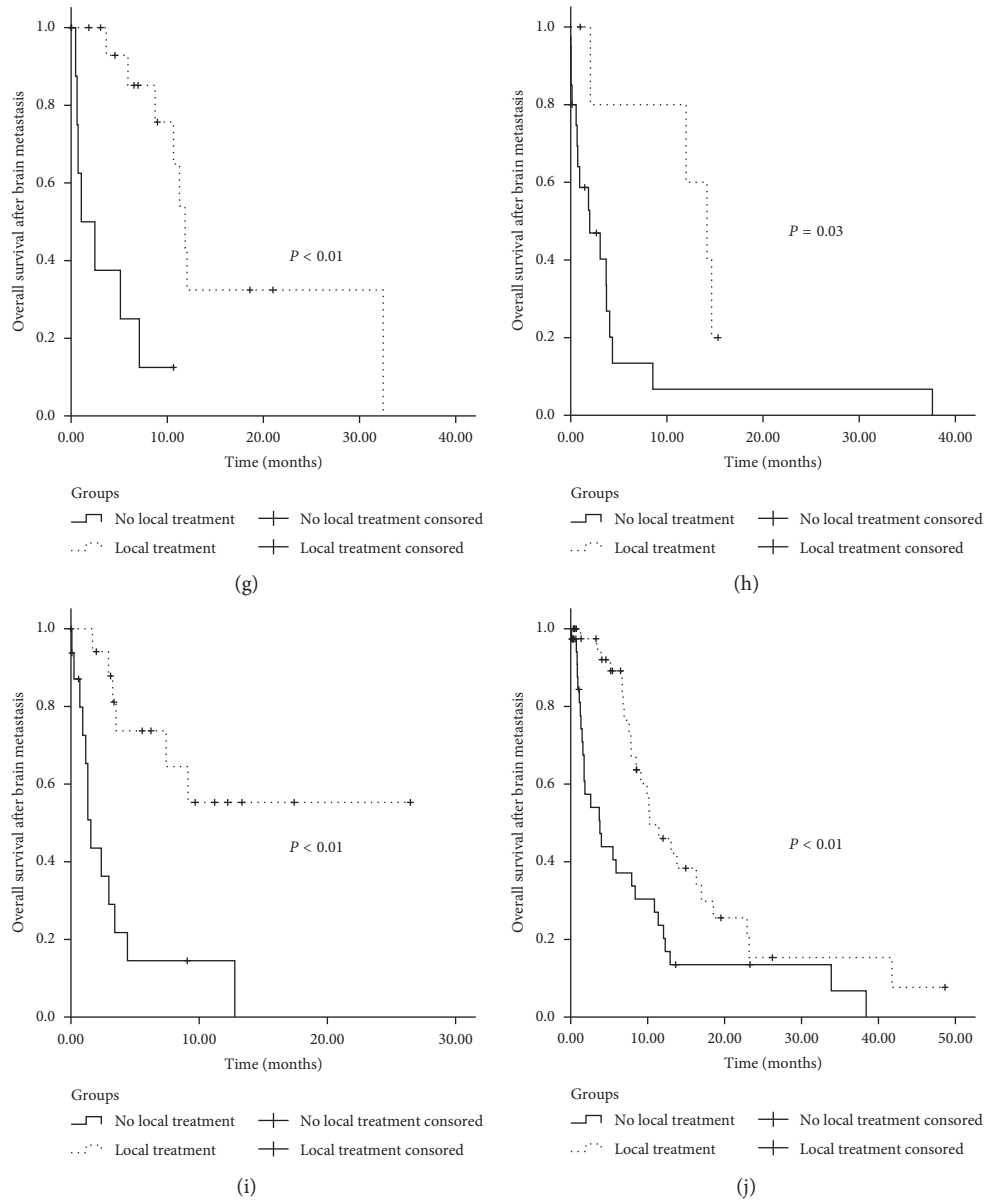 1.0
0.8
0.6
0.4
0.2
0.0
Overall survival after brain metastasis
P < 0.01
0.00 10.00 20.00 30.00 40.00
Time (months)
Groups
No local treatment No local treatment consored
Local treatment Local treatment consored
(g)
1.0
0.8
0.6
0.4
0.2
0.0
Overall survival after brain metastasis
P = 0.03
0.00 10.00 20.00 30.00 40.00
Time (months)
Groups
No local treatment No local treatment consored
Local treatment Local treatment consored
(h)
1.0
0.8
0.6
0.4
0.2
0.0
Overall survival after brain metastasis
P < 0.01
0.00 10.00 20.00 30.00
Time (months)
Groups
No local treatment No local treatment consored
Local treatment Local treatment consored
(i)
1.0
0.8
0.6
0.4
0.2
0.0
Overall survival after brain metastasis
P < 0.01
0.00 10.00 20.00 30.00 40.00 50.00
Time (months)
Groups
No local treatment No local treatment consored
Local treatment Local treatment consored
(j)